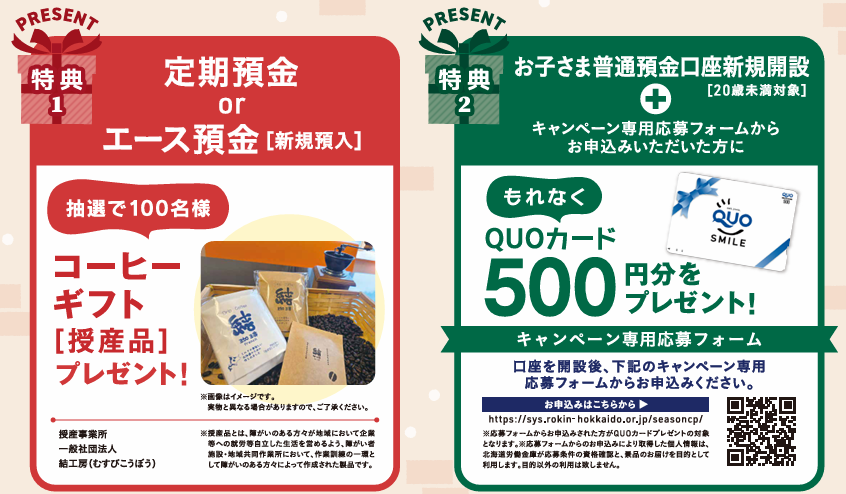 PRESENT
特典
1
定期預金
or
エース預金［新規預入］
抽選で100名様
コーヒー
ギフト
［授産品］
プレゼント！
結
※画像はイメージです。
実物と異なる場合がありますので、ご了承ください。
授産事業所
一般社団法人
結工房（むすびこうぼう）
※授産品とは、障がいのある方々が地域において企業
等への就労等自立した生活を営めるよう、障がい者
施設・地域共同作業所において、作業訓練の一環と
して障がいのある方々によって作成された製品です。
PRESENT
特典
2
お子さま普通預金口座新規開設
［20歳未満対象］
キャンペーン専用応募フォームから
お申込みいただいた方に
もれなく
QUOカード
500円分を
プレゼント！
QUO
QUO
SMILE
キャンペーン専用応募フォーム
口座を開設後、下記のキャンペーン専用
応募フォームからお申込みください。
お申込みはこちらから▶
https://sys.rokin-hokkaido.or.jp/seasoncp/
※応募フォームからお申込みされた方がQUOカードプレゼントの対象
となります。※応募フォームからのお申込みにより取得した個人情報は、
北海道労働金庫が応募条件の資格確認と、景品のお届けを目的として
利用します。目的以外の利用は致しません。